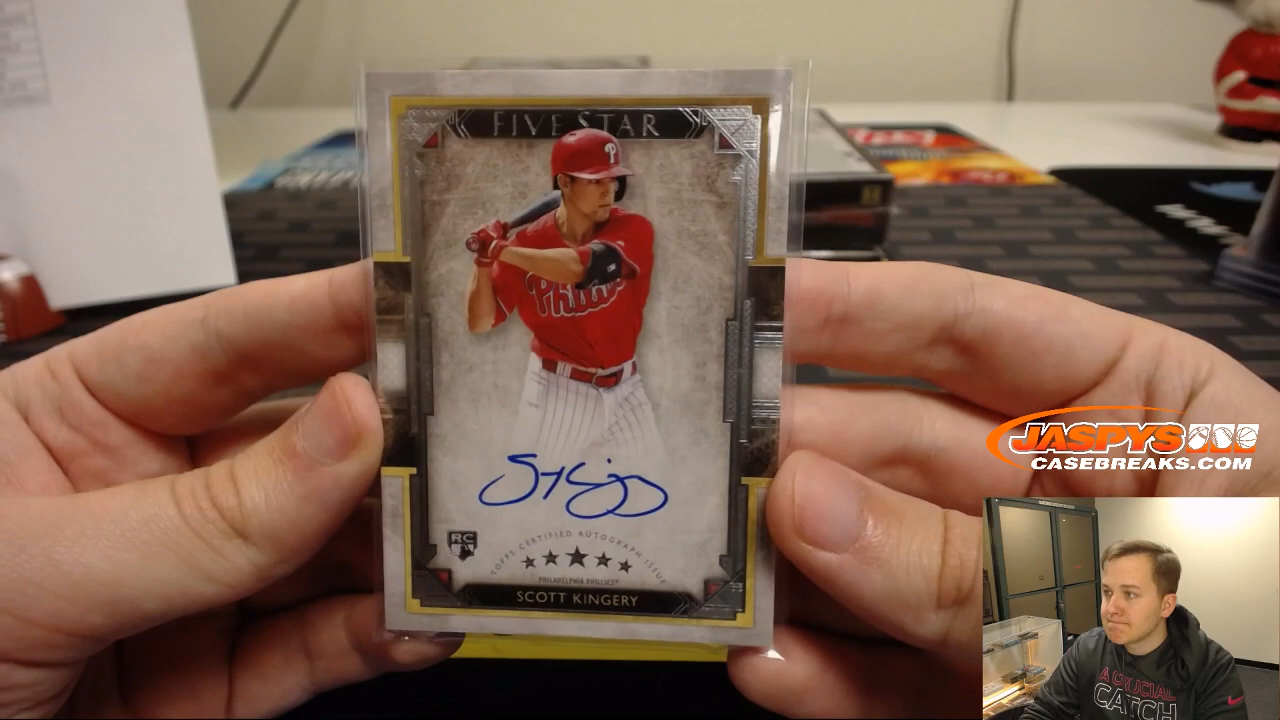 FIVE STAR
P
Phillies
RC
TOPPS CERTIFIED AUTOGRAPH ISSUE
PHILADELPHIA PHILLIES
SCOTT KINGERY
JASPYS
CASEBREAKS.COM
A CRUCIAL
CATCH